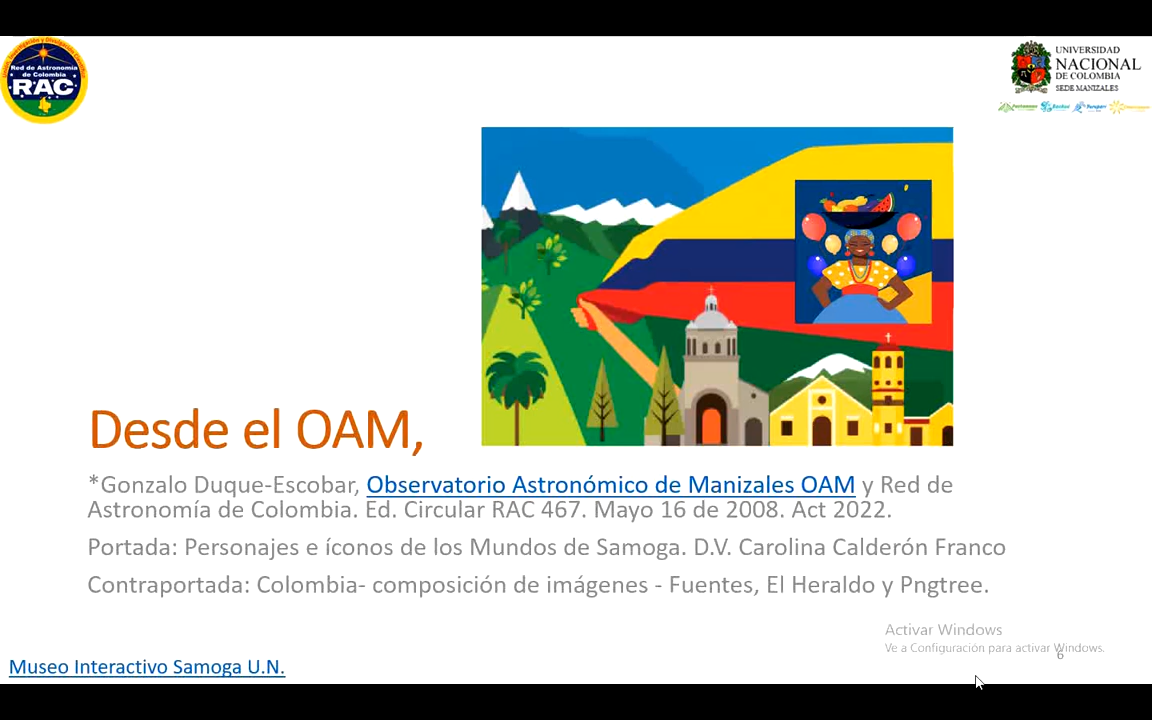 Red de Astronomía
de Colombia
RAC
UNIVERSIDAD
NACIONAL
DE COLOMBIA
SEDE MANIZALES
Desde el OAM,
*Gonzalo Duque-Escobar, Observatorio Astronómico de Manizales OAM y Red de
Astronomía de Colombia. Ed. Circular RAC 467. Mayo 16 de 2008. Act 2022.
Portada: Personajes e íconos de los Mundos de Samoga. D.V. Carolina Calderón Franco
Contraportada: Colombia- composición de imágenes - Fuentes, El Heraldo y Pngtree.
Activar Windows
Ve a Configuración para activar Windows.
6
Museo Interactivo Samoga U.N.